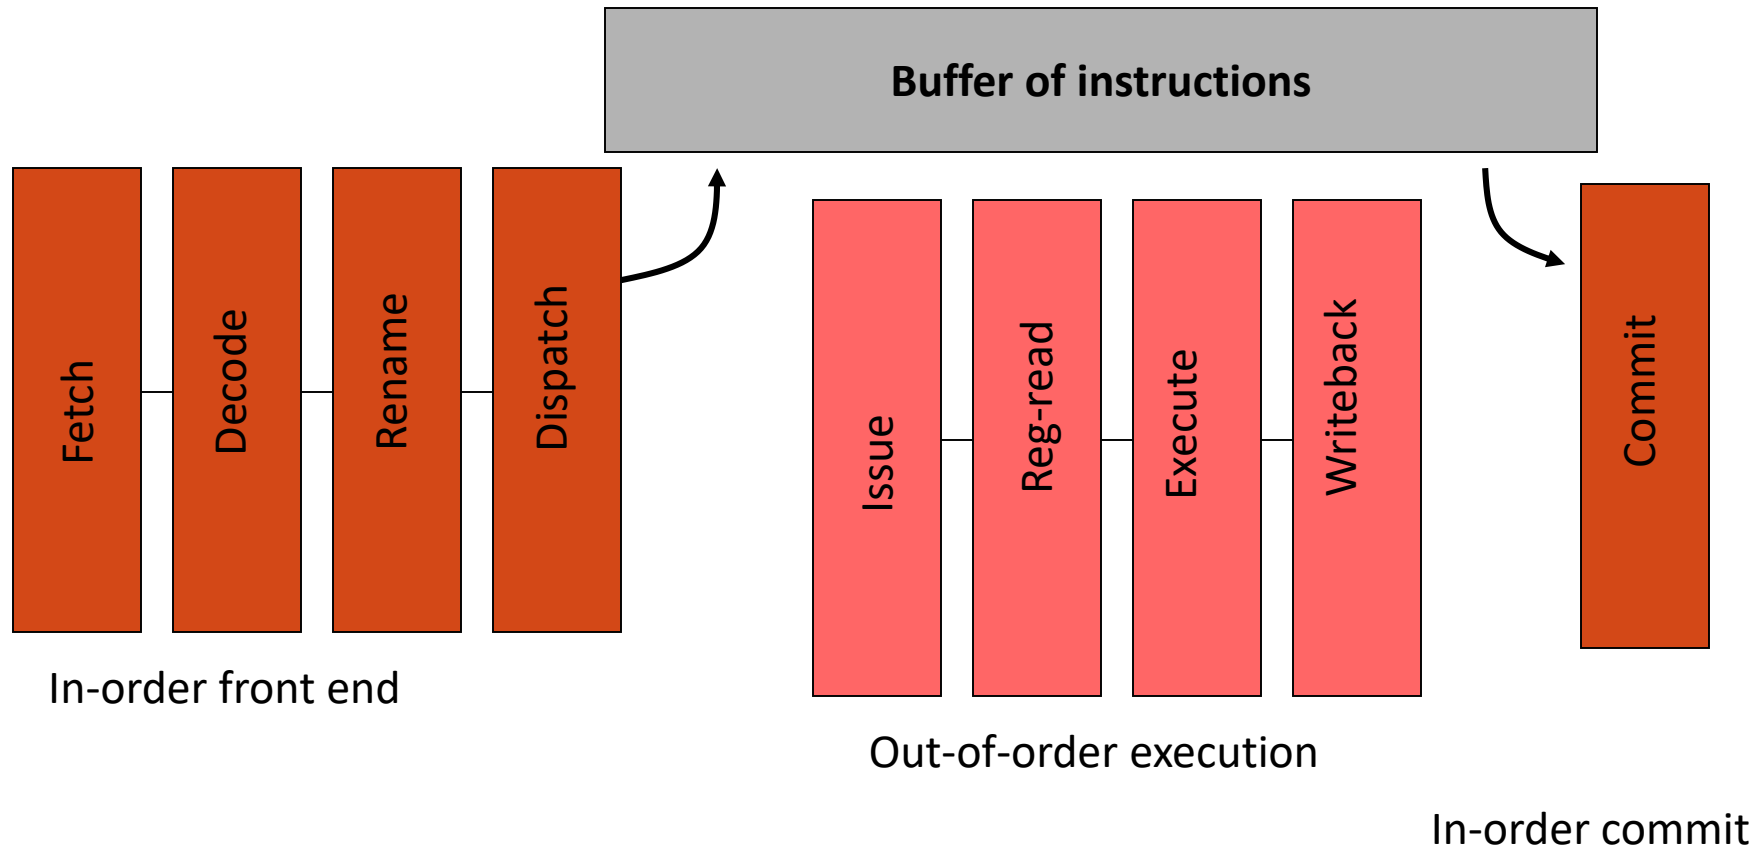 Buffer of instructions
Fetch
Decode
Rename
Dispatch
Issue
Reg-read
Execute
Writeback
Commit
In-order front end
Out-of-order execution
In-order commit